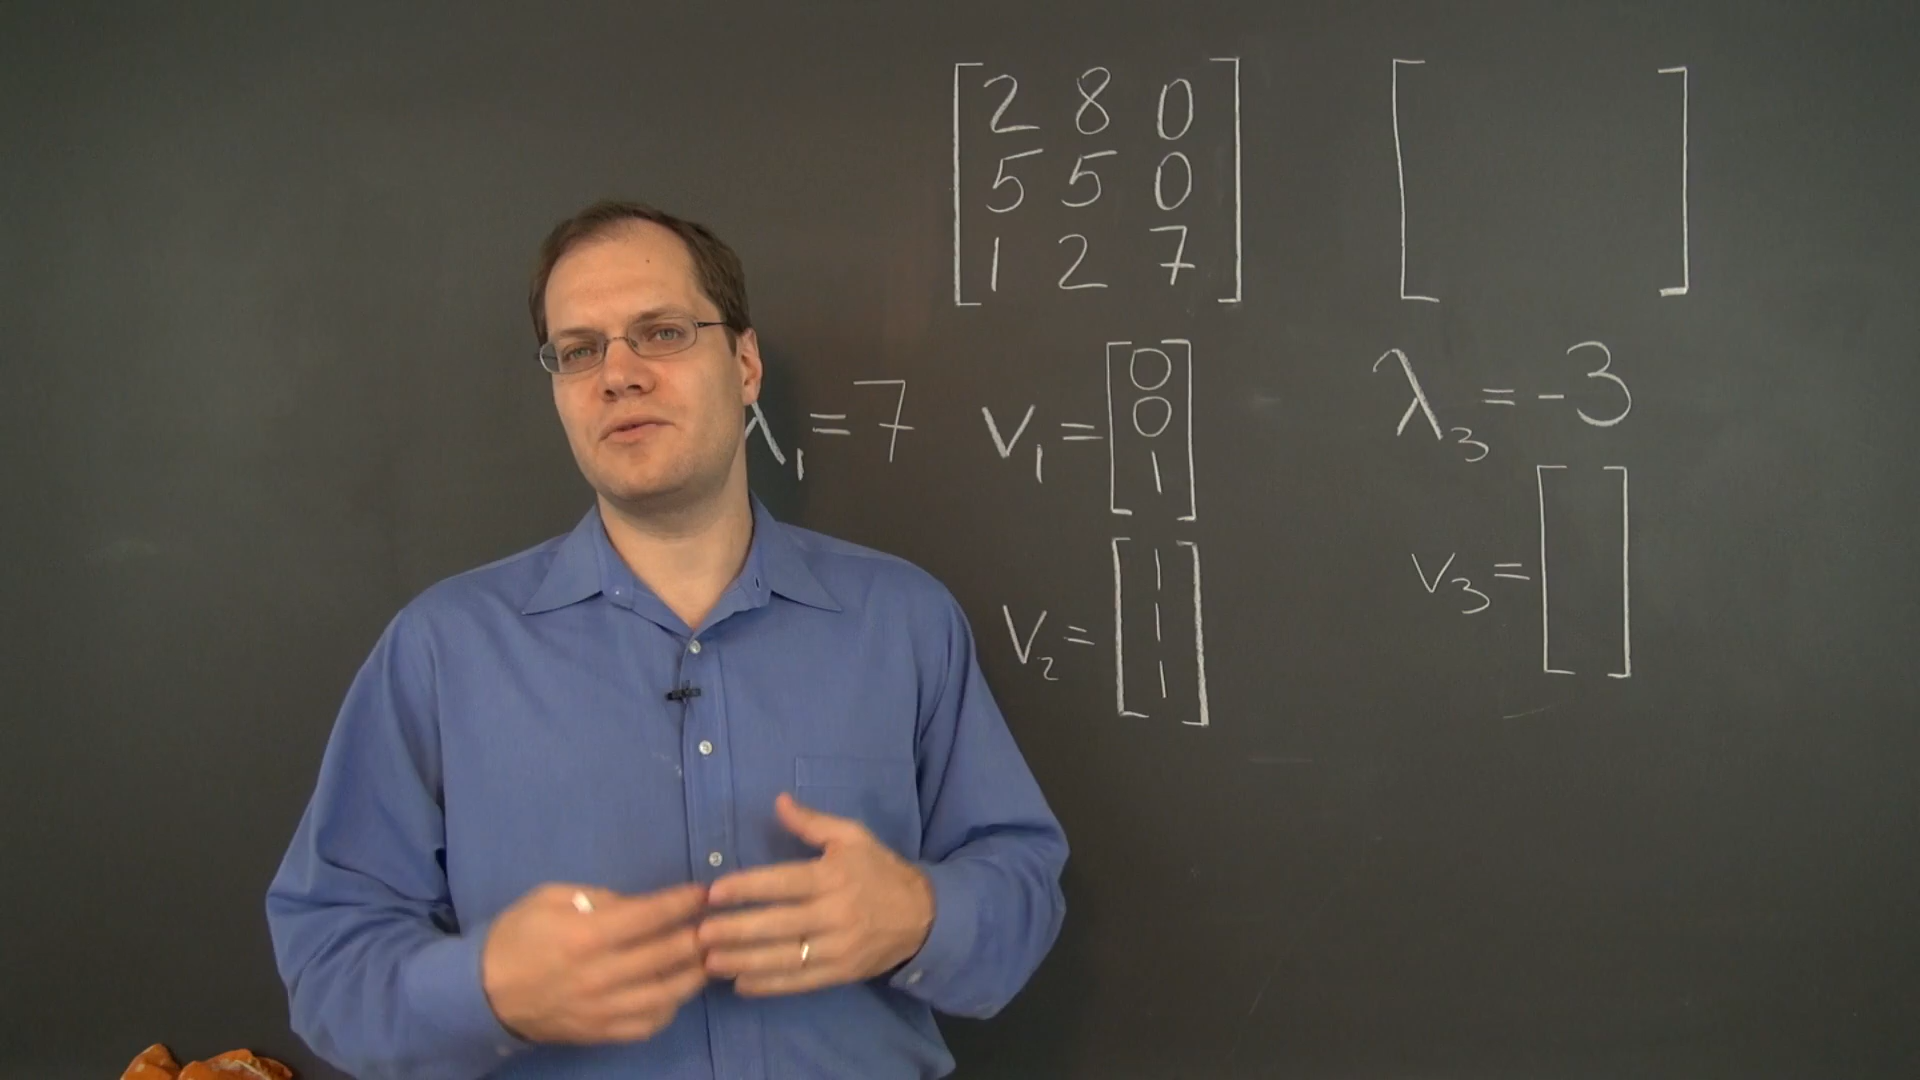 2 8 0
5 5 0
1 2 7
λ₁ = 7
V₁ =
0
0
1
V₂ =
1
1
1
λ₃ = -3
V₃ =